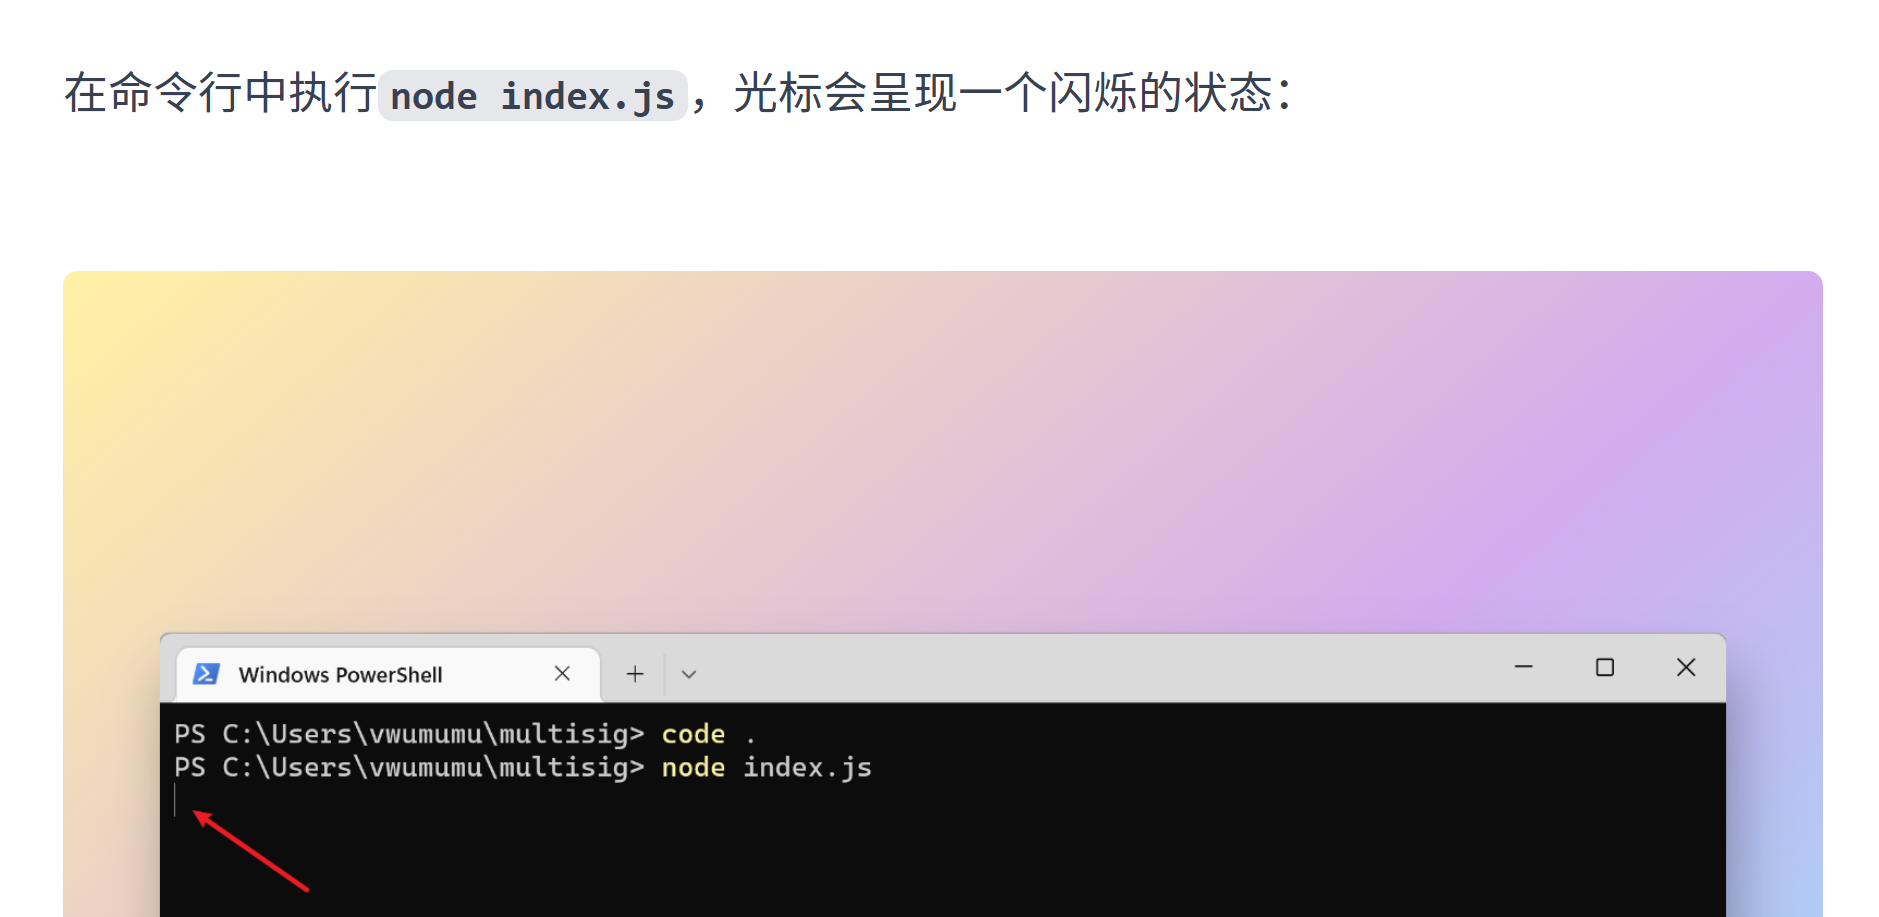 在命令行中执行node index.js，光标会呈现一个闪烁的状态：
Windows PowerShell
PS C:\Users\vwumumu\multisig> code .
PS C:\Users\vwumumu\multisig> node index.js